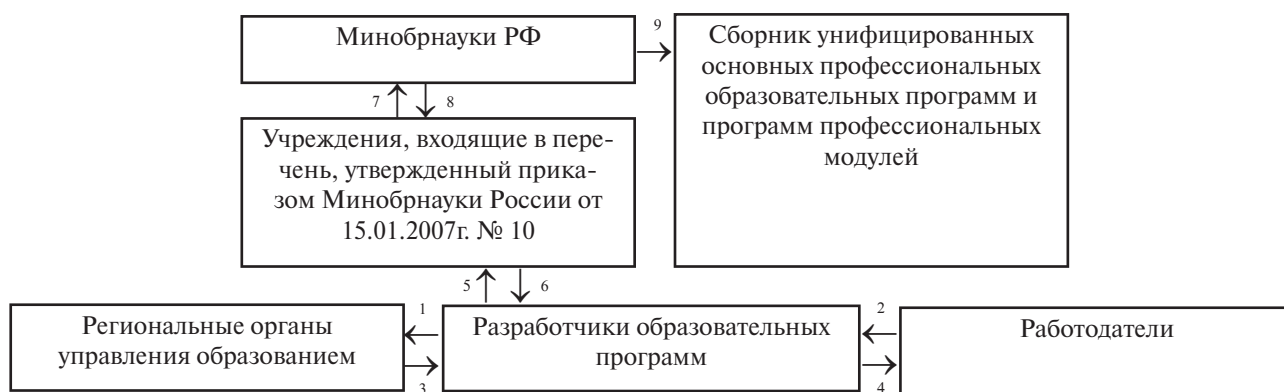 Минобрнауки РФ
9
Сборник унифицированных
основных профессиональных
образовательных программ и
программ профессиональных
модулей
7
8
Учреждения, входящие в пере-
чень, утвержденный прика-
зом Минобрнауки России от
15.01.2007г. № 10
5
6
Региональные органы
управления образованием
1
3
Разработчики образовательных
программ
2
4
Работодатели